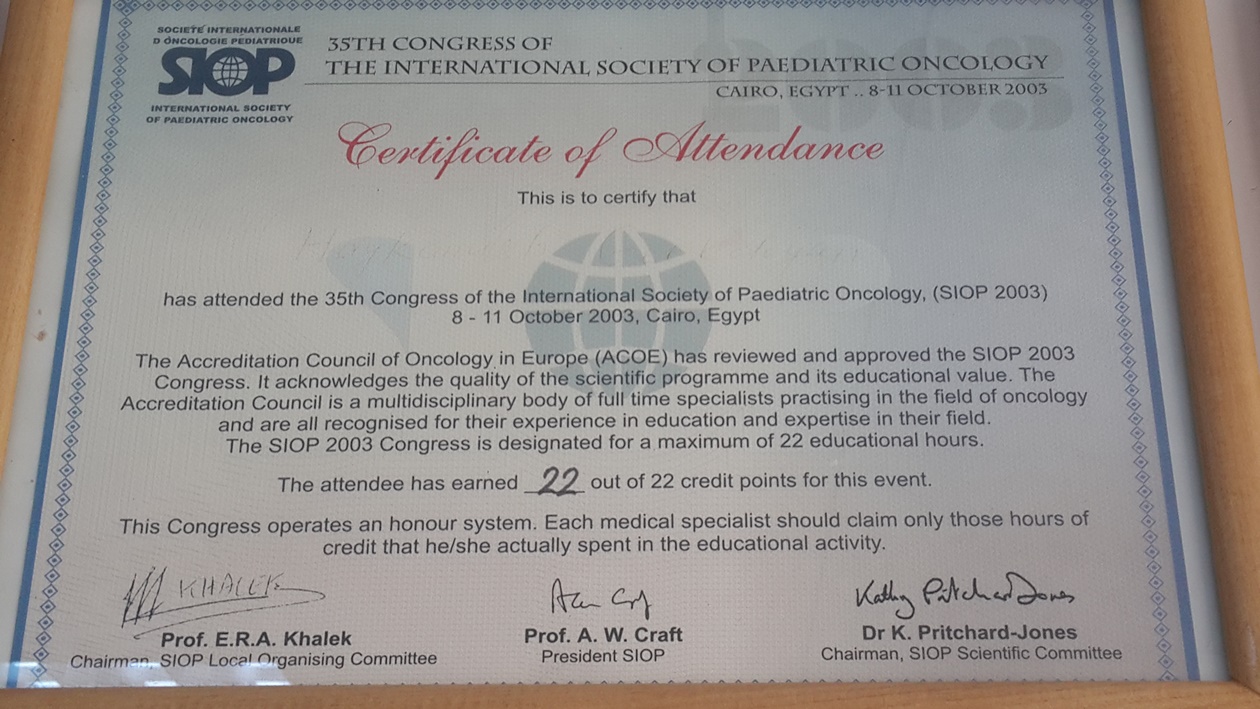 SOCIETE INTERNATIONALE
D ÓNCOLOGIE PEDIATRIQUE
SIOP
INTERNATIONAL SOCIETY
OF PAEDIATRIC ONCOLOGY
35TH CONGRESS OF
THE INTERNATIONAL SOCIETY OF PAEDIATRIC ONCOLOGY
CAIRO, EGYPT .. 8-11 OCTOBER 2003
Certificate of Attendance
This is to certify that
has attended the 35th Congress of the International Society of Paediatric Oncology, (SIOP 2003)
8 - 11 October 2003, Cairo, Egypt
The Accreditation Council of Oncology in Europe (ACOE) has reviewed and approved the SIOP 2003
Congress. It acknowledges the quality of the scientific programme and its educational value. The
Accreditation Council is a multidisciplinary body of full time specialists practising in the field of oncology
and are all recognised for their experience in education and expertise in their field.
The SIOP 2003 Congress is designated for a maximum of 22 educational hours.
The attendee has earned 22 out of 22 credit points for this event.
This Congress operates an honour system. Each medical specialist should claim only those hours of
credit that he/she actually spent in the educational activity.
KHALEK
Kathy Pritchard Jones
Prof. E.R.A. Khalek
Chairman, SIOP Local Organising Committee
Prof. A. W. Craft
President SIOP
Dr K. Pritchard-Jones
Chairman, SIOP Scientific Committee